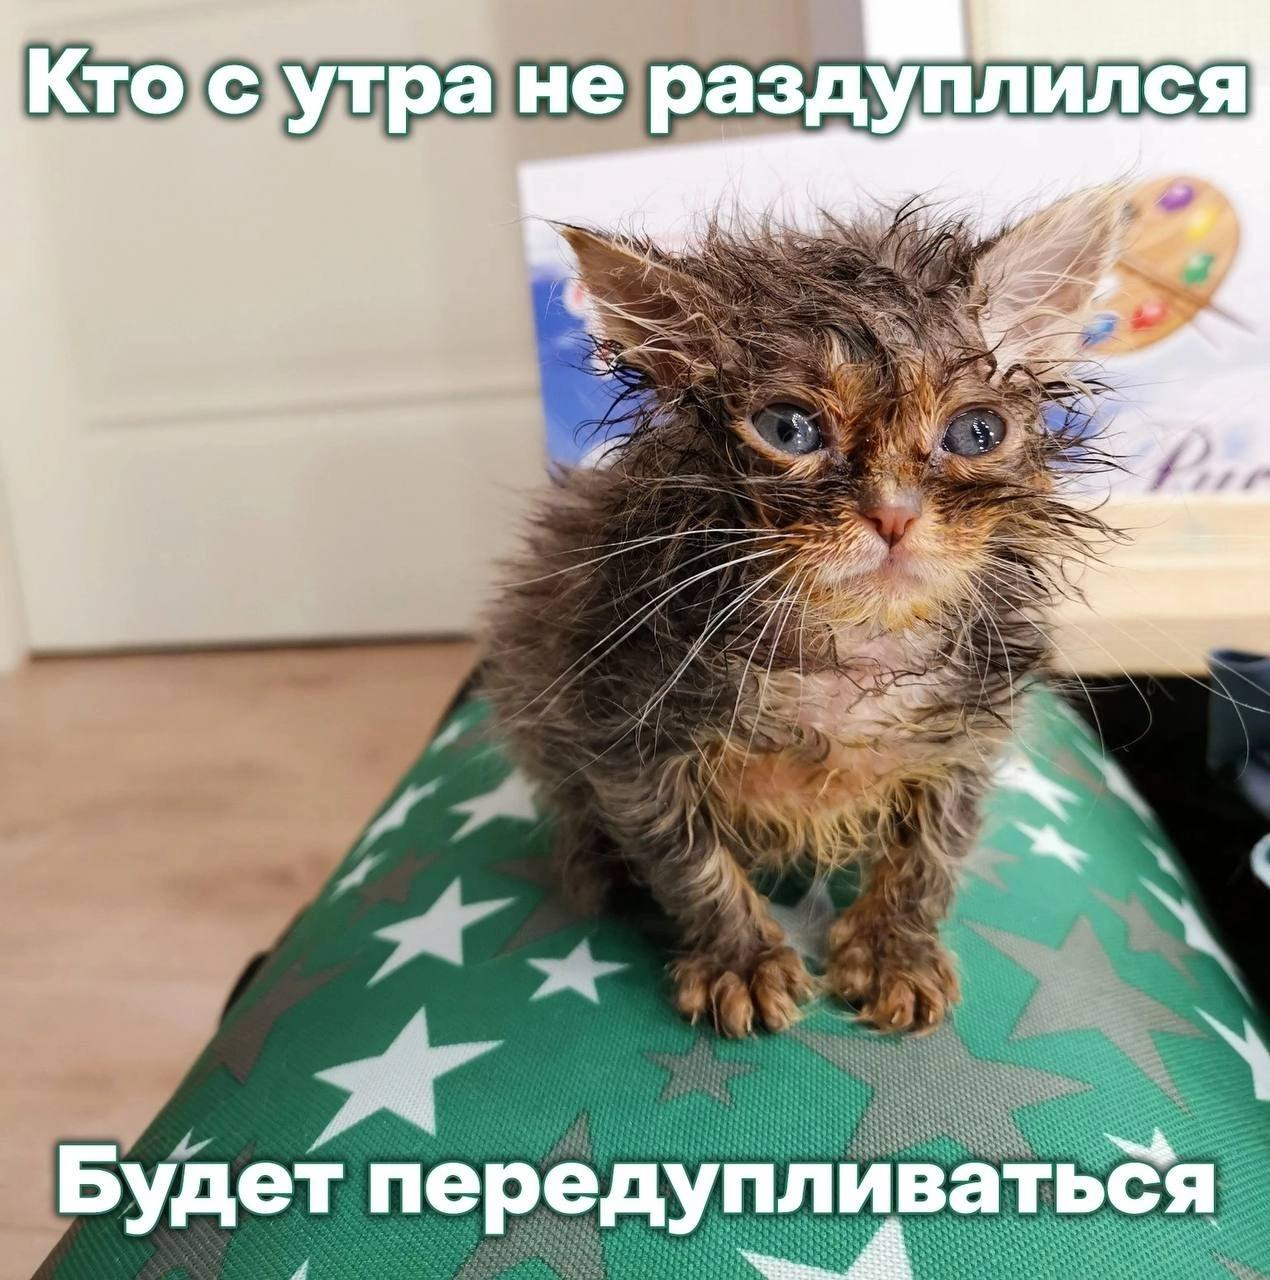 Кто с утра не раздуплился
Будет передупливаться